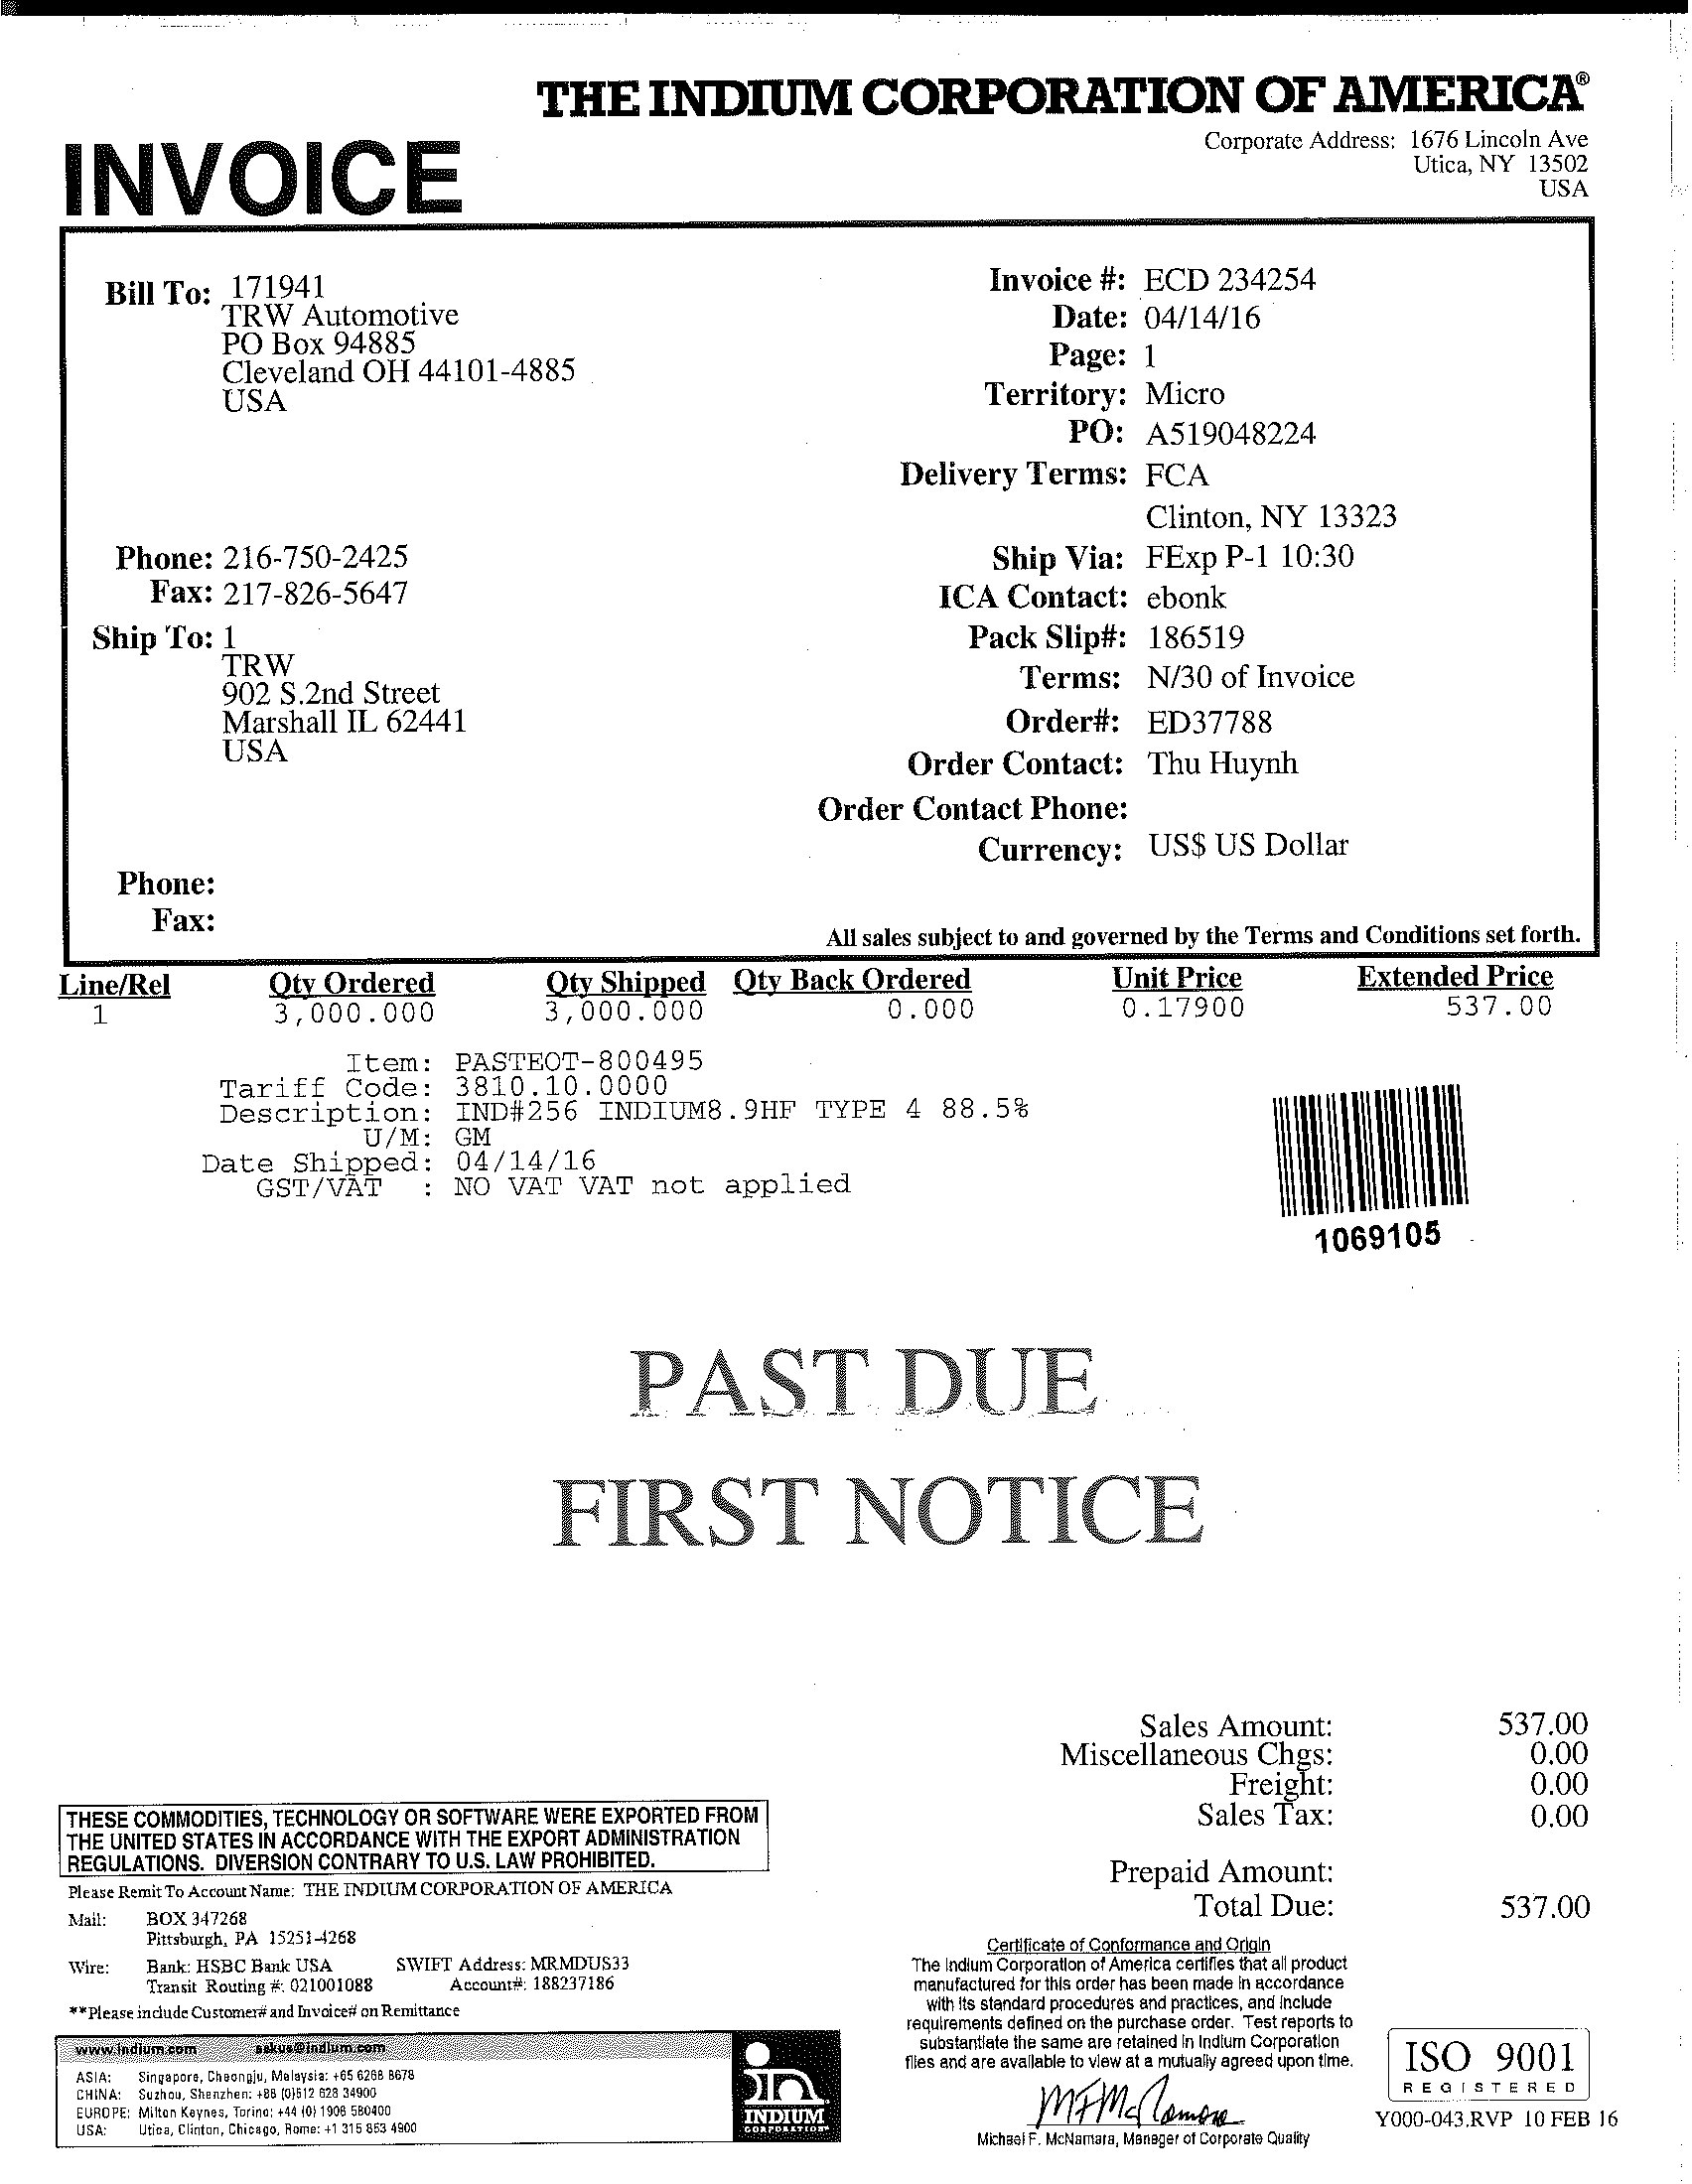 THE INDIUM CORPORATION OF AMERICA®
Corporate Address: 1676 Lincoln Ave
Utica, NY 13502
USA
INVOICE
Bill To: 171941
TRW Automotive
PO Box 94885
Cleveland OH 44101-4885
USA
Phone: 216-750-2425
Fax: 217-826-5647
Ship To: 1
TRW
902 S.2nd Street
Marshall IL 62441
USA
Phone:
Fax:
Invoice #: ECD 234254
Date: 04/14/16
Page: 1
Territory: Micro
PO: A519048224
Delivery Terms: FCA
Clinton, NY 13323
Ship Via: FExp P-1 10:30
ICA Contact: ebonk
Pack Slip#: 186519
Terms: N/30 of Invoice
Order#: ED37788
Order Contact: Thu Huynh
Order Contact Phone:
Currency: US$ US Dollar
All sales subject to and governed by the Terms and Conditions set forth.
Line/Rel Qty Ordered Qty Shipped Qty Back Ordered Unit Price Extended Price
1 3,000.000 3,000.000 0.000 0.17900 537.00
Item: PASTEOT-800495
Tariff Code: 3810.10.0000
Description: IND#256 INDIUM8.9HF TYPE 4 88.5%
U/M: GM
Date Shipped: 04/14/16
GST/VAT : NO VAT VAT not applied
1069105
PAST DUE
FIRST NOTICE
Sales Amount: 537.00
Miscellaneous Chgs: 0.00
Freight: 0.00
Sales Tax: 0.00
Prepaid Amount:
Total Due: 537.00
THESE COMMODITIES, TECHNOLOGY OR SOFTWARE WERE EXPORTED FROM
THE UNITED STATES IN ACCORDANCE WITH THE EXPORT ADMINISTRATION
REGULATIONS. DIVERSION CONTRARY TO U.S. LAW PROHIBITED.
Please Remit To Account Name: THE INDIUM CORPORATION OF AMERICA
Mail: BOX 347268
Pittsburgh, PA 15251-4268
Wire: Bank: HSBC Bank USA SWIFT Address: MRMDUS33
Transit Routing #: 021001088 Account#: 188237186
**Please include Customer# and Invoice# on Remittance
www.indium.com askus@indium.com
ASIA: Singapore, Cheongju, Malaysia: +65 6268 8678
CHINA: Suzhou, Shenzhen: +86 (0)512 628 34900
EUROPE: Milton Keynes, Torino: +44 (0) 1908 580400
USA: Utica, Clinton, Chicago, Rome: +1 315 853 4900
INDIUM
CORPORATION
Certificate of Conformance and Origin
The Indium Corporation of America certifies that all product
manufactured for this order has been made in accordance
with its standard procedures and practices, and include
requirements defined on the purchase order. Test reports to
substantiate the same are retained in Indium Corporation
files and are available to view at a mutually agreed upon time.
Michael F. McNamara, Manager of Corporate Quality
ISO 9001
REGISTERED
Y000-043.RVP 10 FEB 16